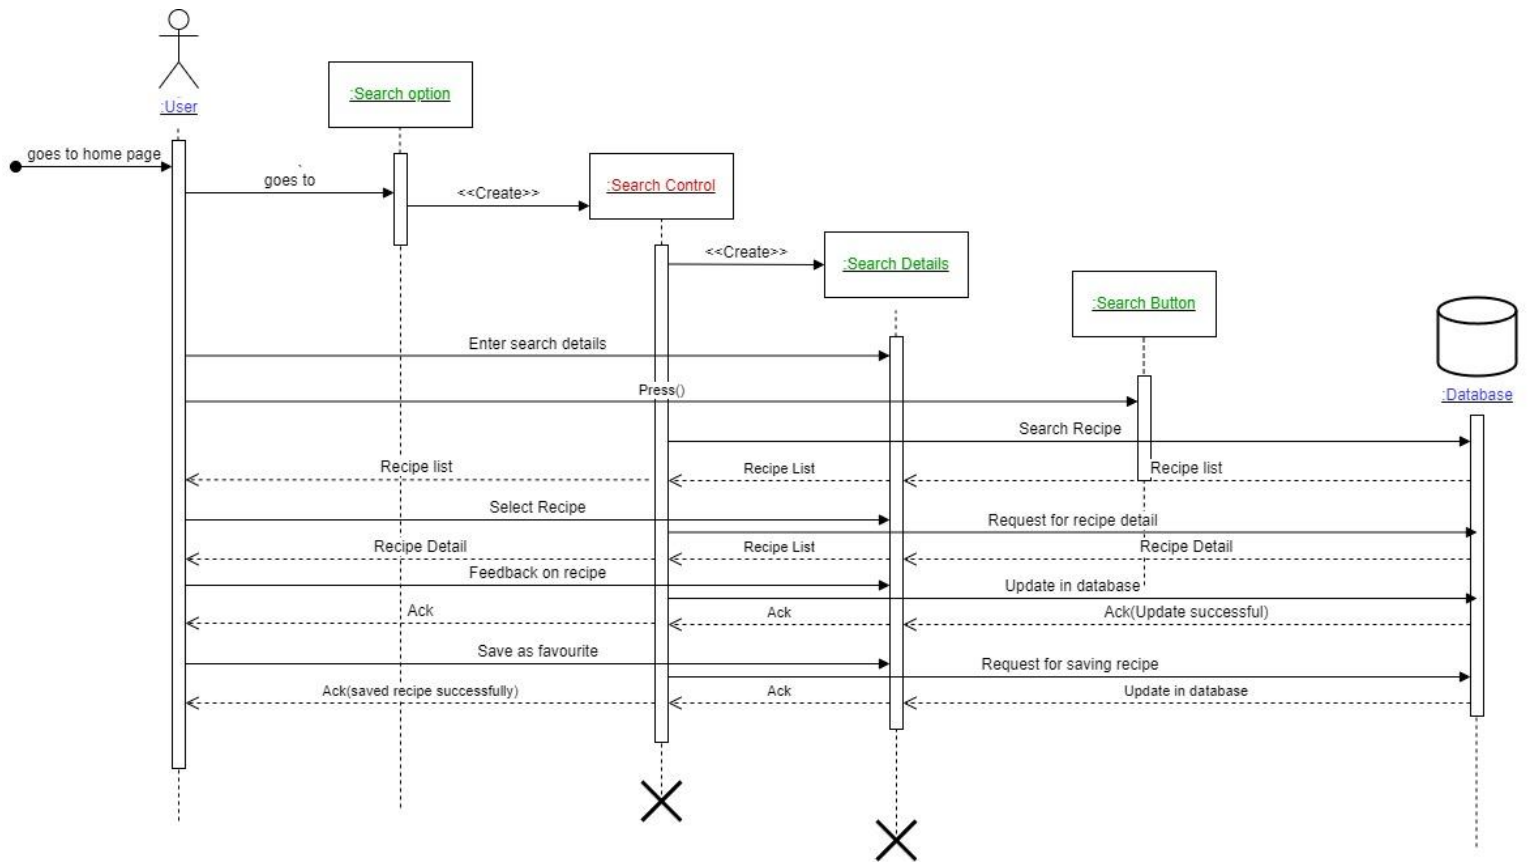 :User
:Search option
goes to home page
`
goes to
<<Create>>
:Search Control
<<Create>>
:Search Details
:Search Button
Enter search details
:Database
Press()
Search Recipe
Recipe list
Recipe List
Recipe list
Select Recipe
Request for recipe detail
Recipe Detail
Recipe List
Recipe Detail
Feedback on recipe
Update in database
Ack
Ack
Ack(Update successful)
Save as favourite
Request for saving recipe
Ack(saved recipe successfully)
Ack
Update in database